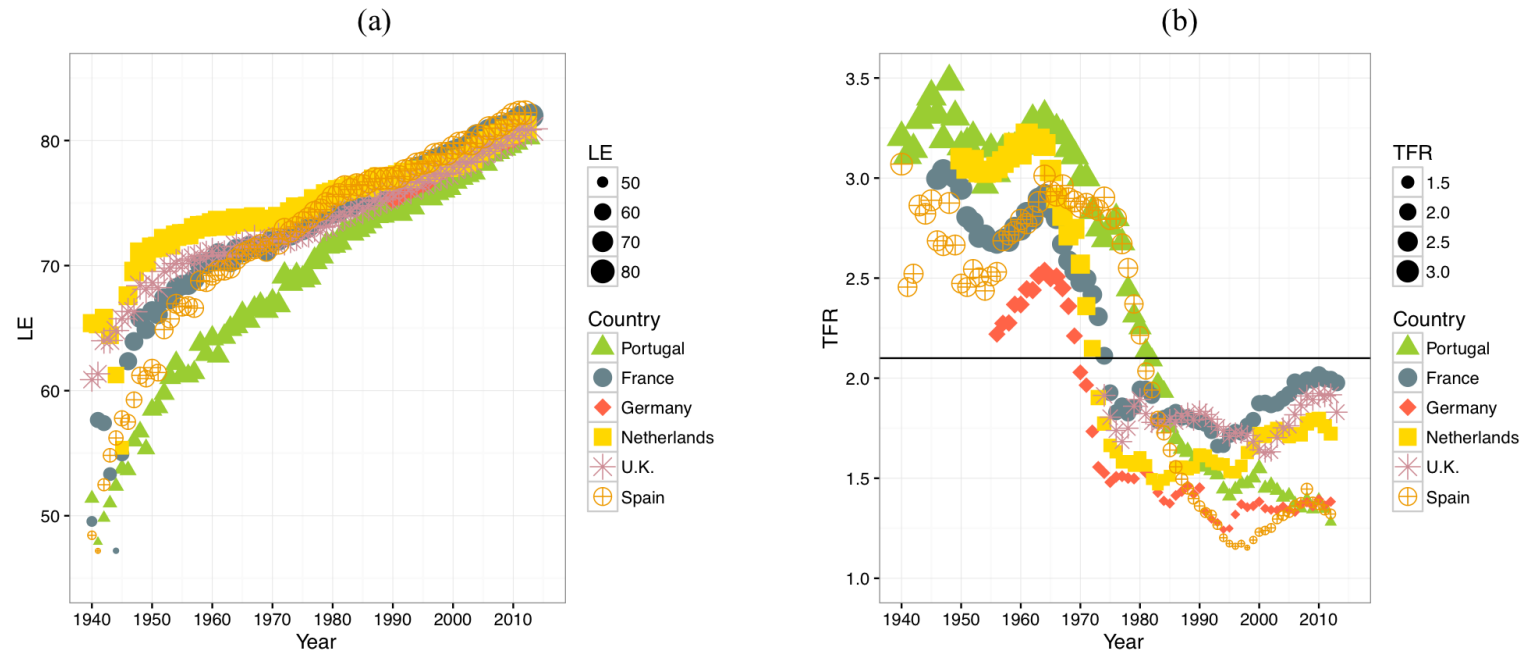 (a)
LE
80
70
60
50
1940 1950 1960 1970 1980 1990 2000 2010
Year
LE
50
60
70
80
Country
Portugal
France
Germany
Netherlands
U.K.
Spain
(b)
TFR
3.5
3.0
2.5
2.0
1.5
1.0
1940 1950 1960 1970 1980 1990 2000 2010
Year
TFR
1.5
2.0
2.5
3.0
Country
Portugal
France
Germany
Netherlands
U.K.
Spain